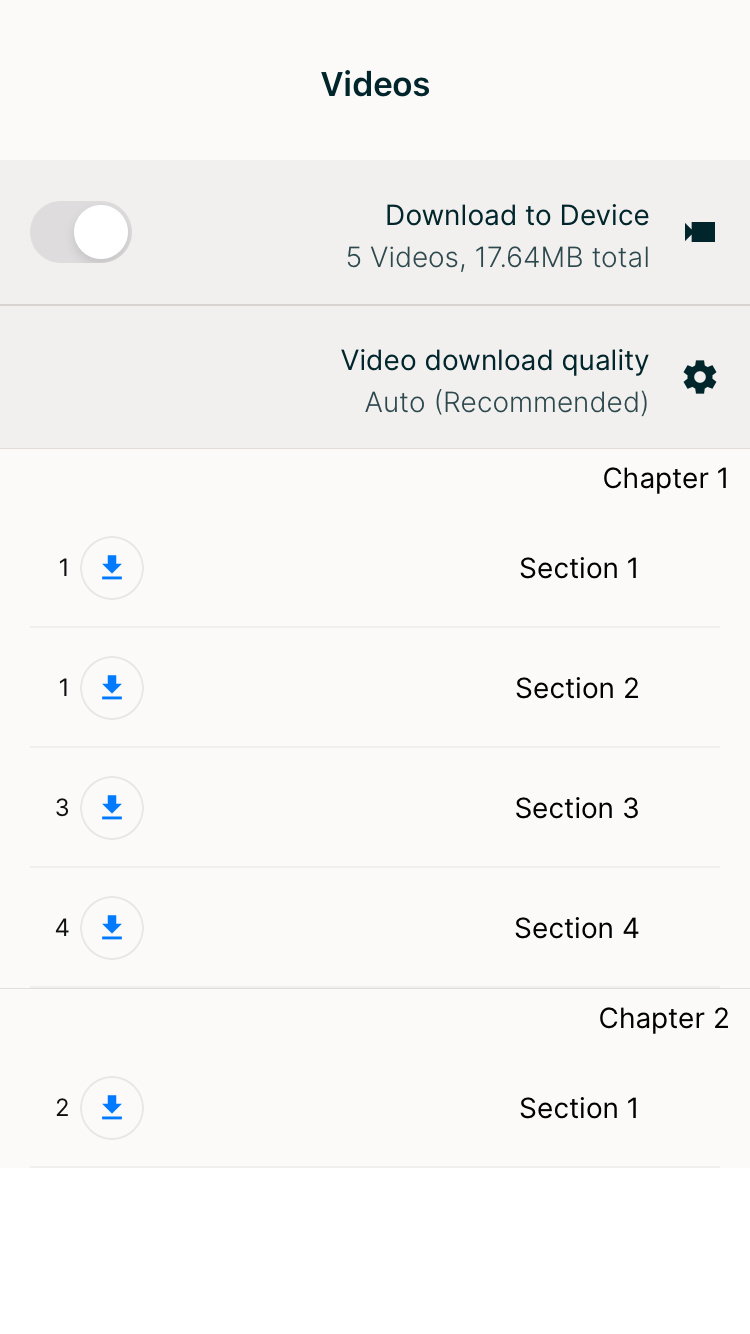 Videos
Download to Device
5 Videos, 17.64MB total
Video download quality
Auto (Recommended)
Chapter 1
Section 1
1
Section 2
1
Section 3
3
Section 4
4
Chapter 2
Section 1
2